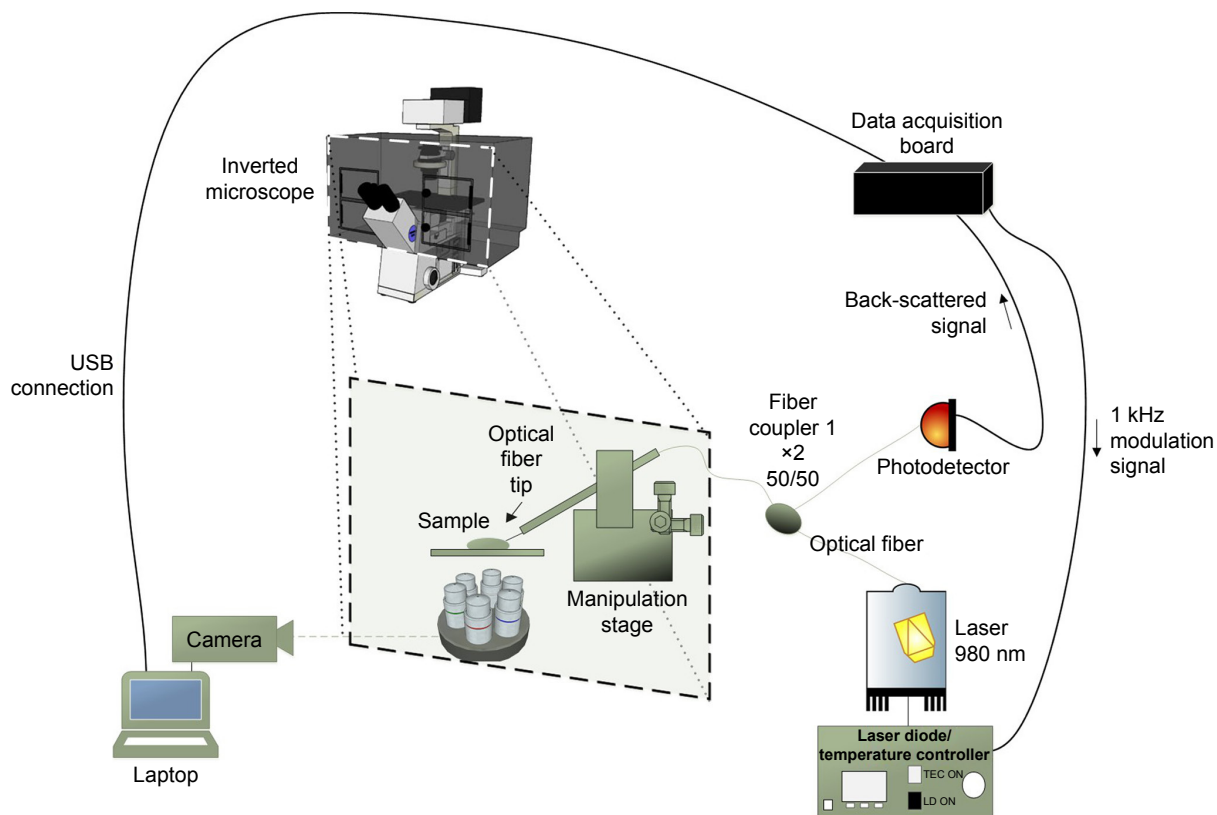 Data acquisition
board
Inverted
microscope
Back-scattered
signal
USB
connection
Fiber
coupler 1
×2
50/50
1 kHz
modulation
signal
Optical
fiber
tip
Photodetector
Sample
Optical fiber
Manipulation
stage
Camera
Laser
980 nm
Laptop
Laser diode/
temperature controller
TEC ON
LD ON